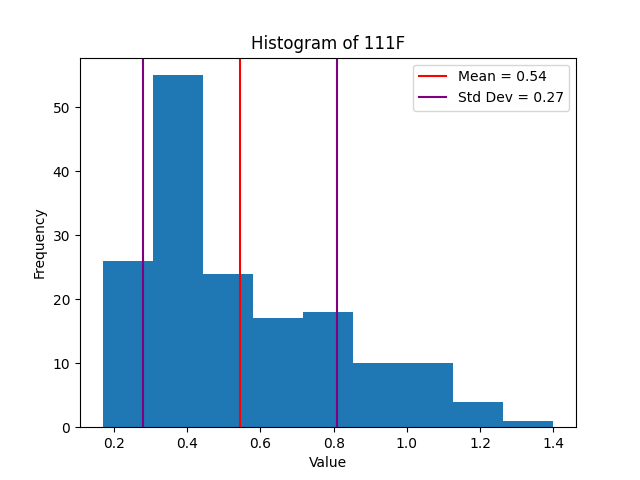 Histogram of 111F
Mean = 0.54
Std Dev = 0.27
Frequency
50
40
30
20
10
0
0.2 0.4 0.6 0.8 1.0 1.2 1.4
Value